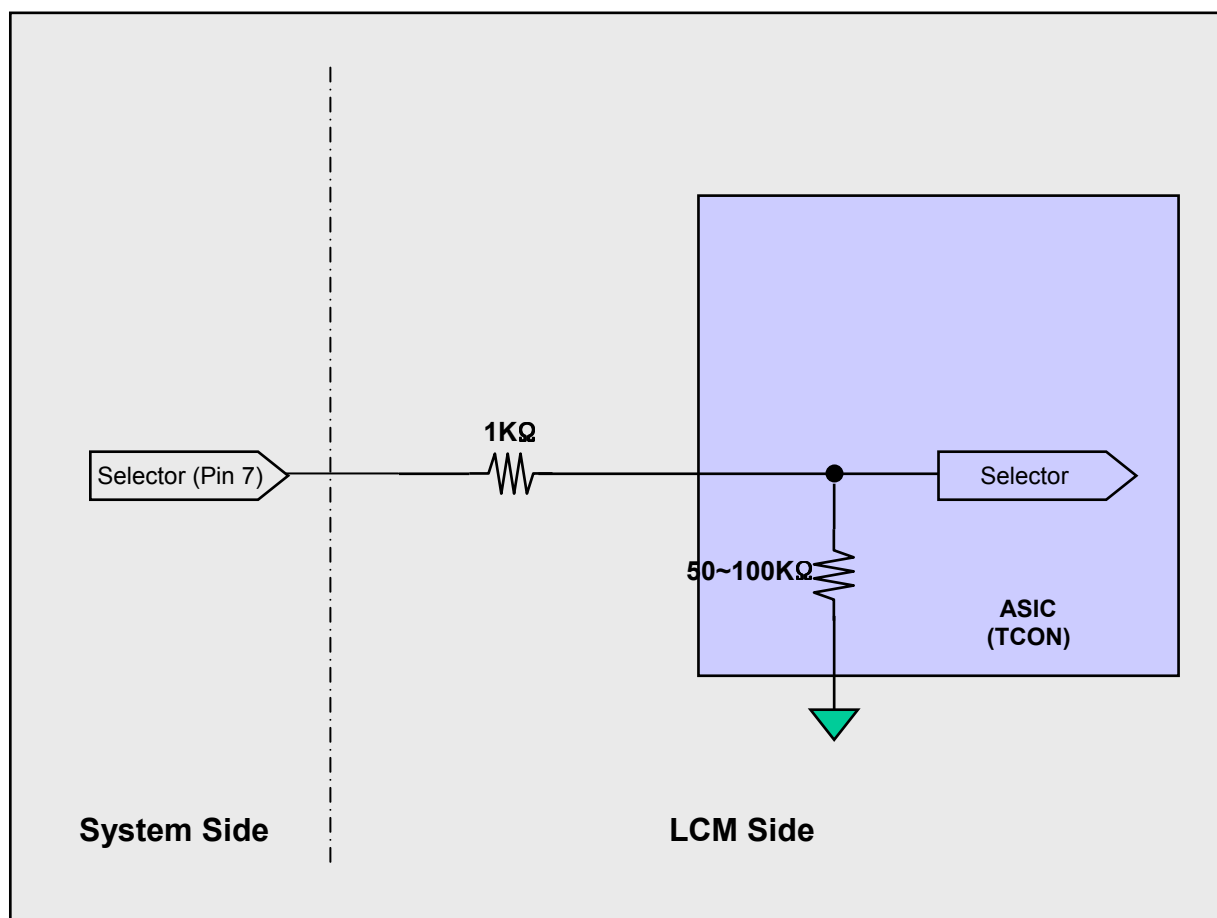 1KΩ
Selector (Pin 7)
Selector
50~100KΩ
ASIC
(TCON)
System Side
LCM Side